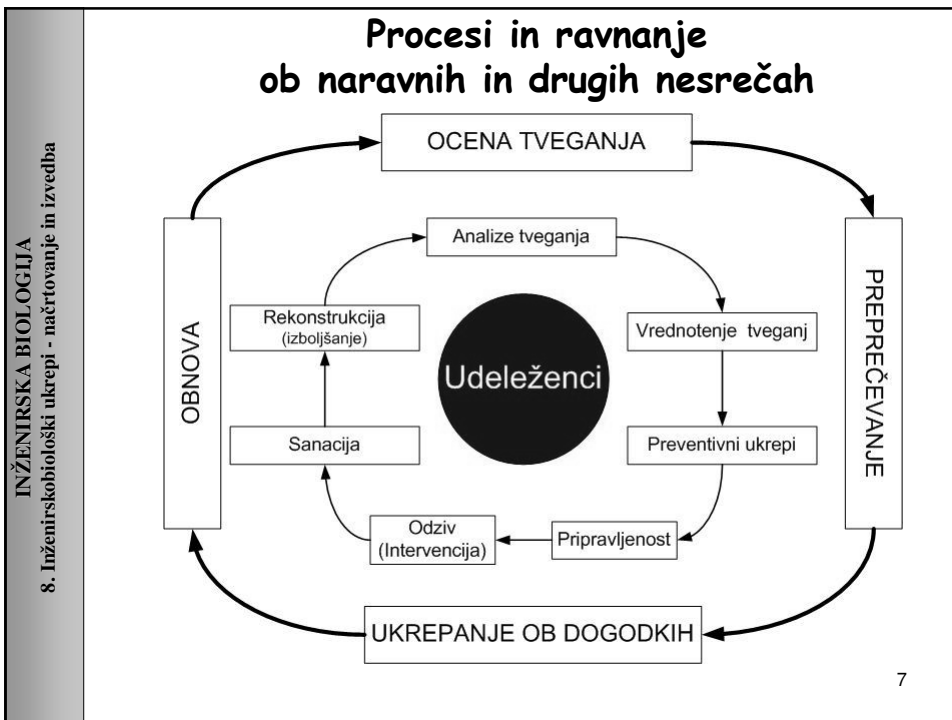 Procesi in ravnanje
ob naravnih in drugih nesrečah
INŽENIRSKA BIOLOGIJA
8. Inženirskobiološki ukrepi - načrtovanje in izvedba
OCENA TVEGANJA
PREPREČEVANJE
UKREPANJE OB DOGODKIH
OBNOVA
Analize tveganja
Vrednotenje tveganj
Preventivni ukrepi
Pripravljenost
Odziv
(Intervencija)
Sanacija
Rekonstrukcija
(izboljšanje)
Udeleženci
7